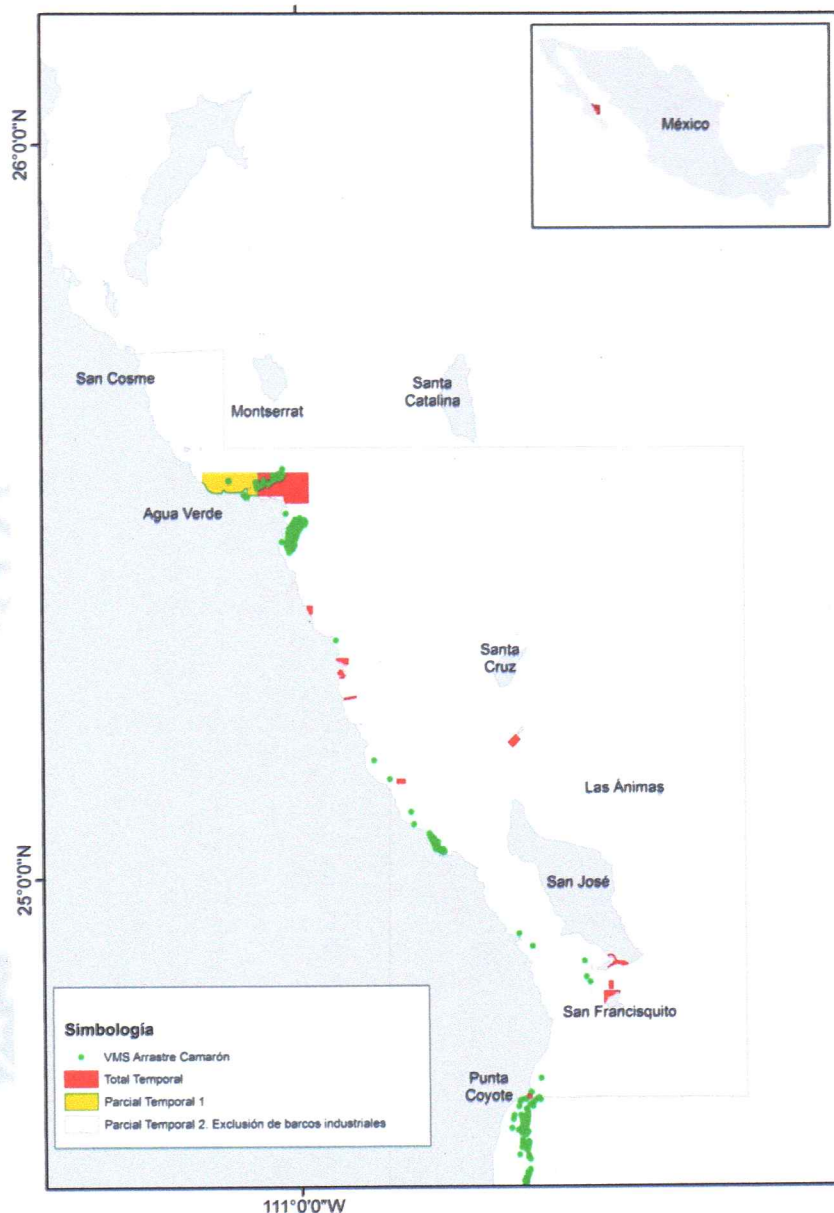 México
26°0'0"N
San Cosme
Montserrat
Santa
Catalina
Agua Verde
Santa
Cruz
Las Ánimas
25°0'0"N
San José
San Francisquito
Punta
Coyote
Simbología
VMS Arrastre Camarón
Total Temporal
Parcial Temporal 1
Parcial Temporal 2. Exclusión de barcos industriales
111°0'0"W